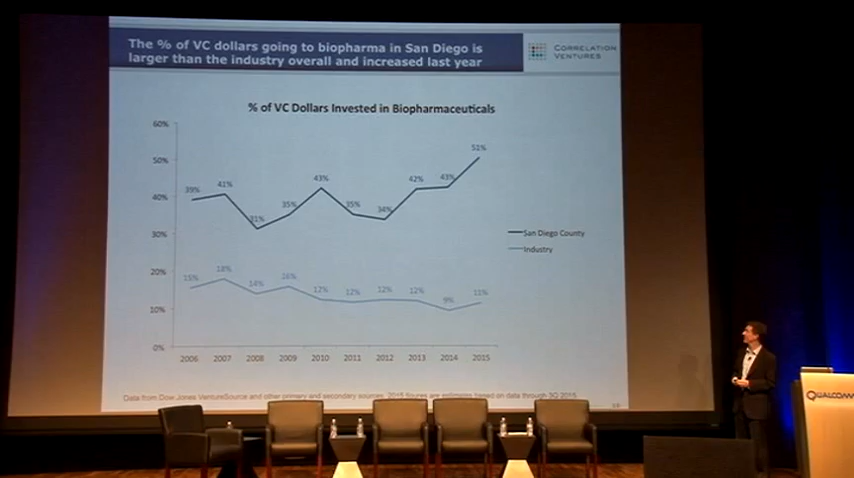 The % of VC dollars going to biopharma in San Diego is
larger than the industry overall and increased last year
CORRELATION
VENTURES
% of VC Dollars Invested in Biopharmaceuticals
60%
50%
40%
30%
20%
10%
0%
39%
41%
31%
35%
43%
35%
34%
42%
43%
51%
15%
18%
14%
16%
12%
12%
12%
12%
9%
11%
San Diego County
Industry
2006 2007 2008 2009 2010 2011 2012 2013 2014 2015
Data from Dow Jones VentureSource and other primary and secondary sources. 2015 figures are estimates based on data through 3Q 2015
QUALCOMM